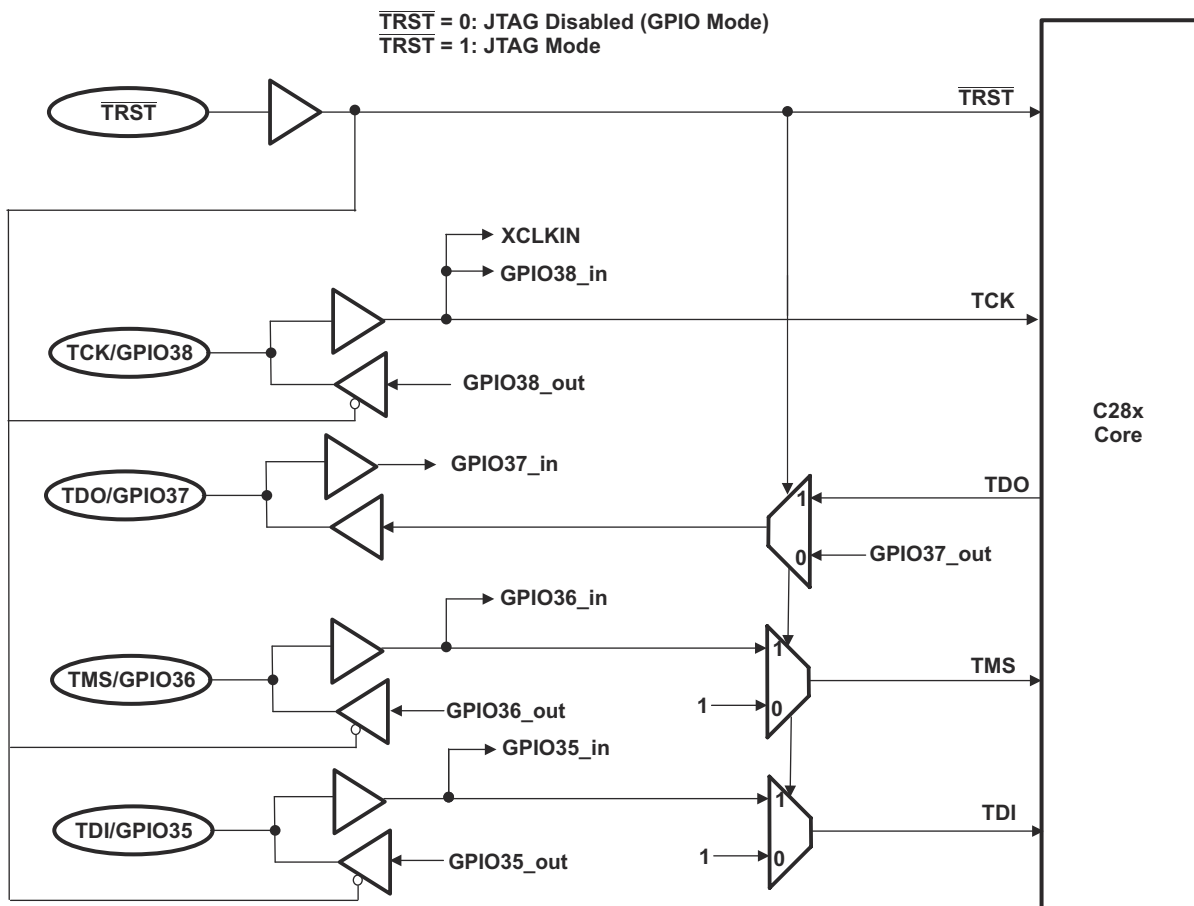 TRST = 0: JTAG Disabled (GPIO Mode)
TRST = 1: JTAG Mode
TRST
TRST
XCLKIN
GPIO38_in
TCK
TCK/GPIO38
GPIO38_out
C28x
Core
GPIO37_in
TDO/GPIO37
TDO
1
0
GPIO37_out
GPIO36_in
1
TMS/GPIO36
TMS
GPIO36_out
1
0
GPIO35_in
1
TDI/GPIO35
TDI
GPIO35_out
1
0